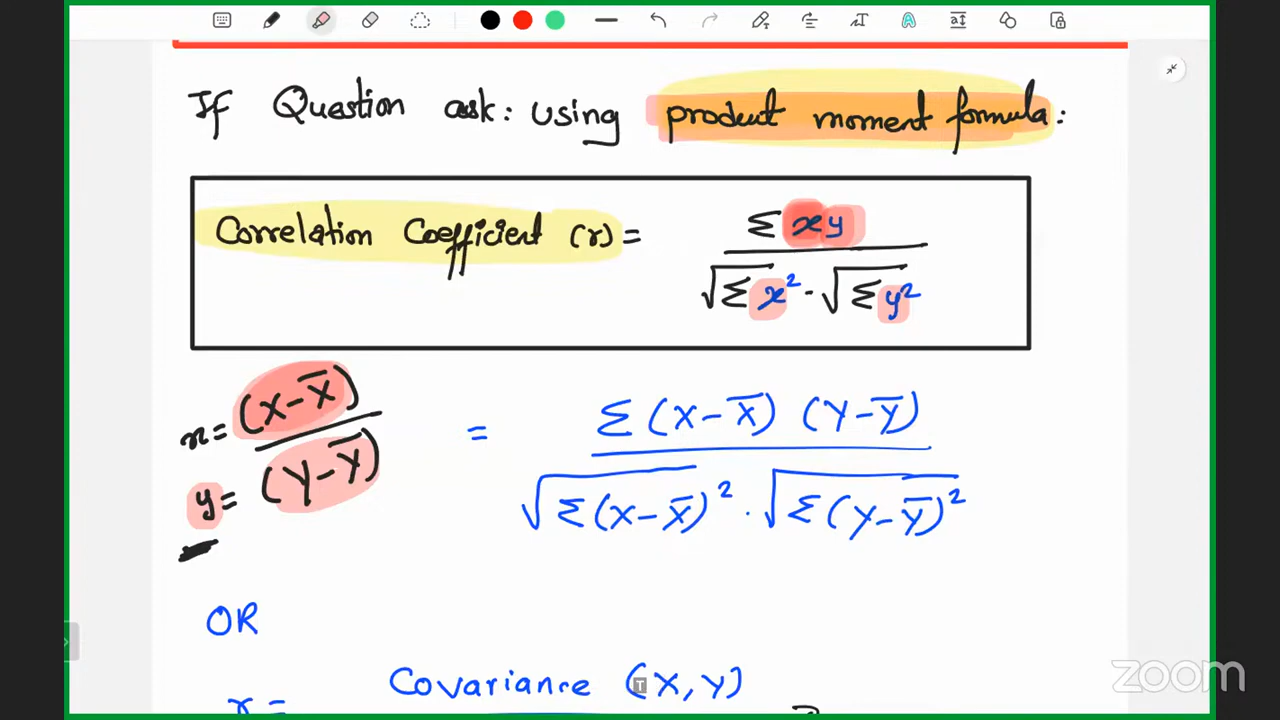 If Question ask: using product moment formula:
Correlation Coefficient (r) = Σxy / √Σx² · √Σy²
x = (X-X̅)
y = (Y-Y̅)
= Σ(X-X̅) (Y-Y̅) / √Σ(X-X̅)² · √Σ(Y-Y̅)²
OR
Covariance (X,Y)
r =
zoom